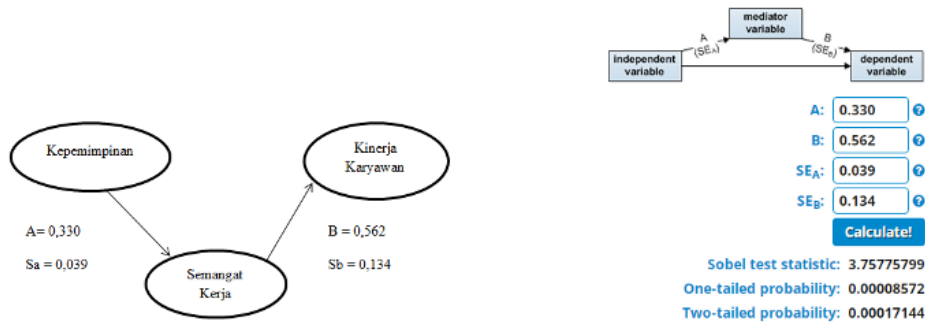 Kepemimpinan
Kinerja
Karyawan
A= 0,330
Sa = 0,039
B = 0,562
Sb = 0,134
Semangat
Kerja
mediator
variable
A
(SEA)
B
(SEB)
independent
variable
dependent
variable
A: 0.330 ?
B: 0.562 ?
SEA: 0.039 ?
SEB: 0.134 ?
Calculate!
Sobel test statistic: 3.75775799
One-tailed probability: 0.00008572
Two-tailed probability: 0.00017144